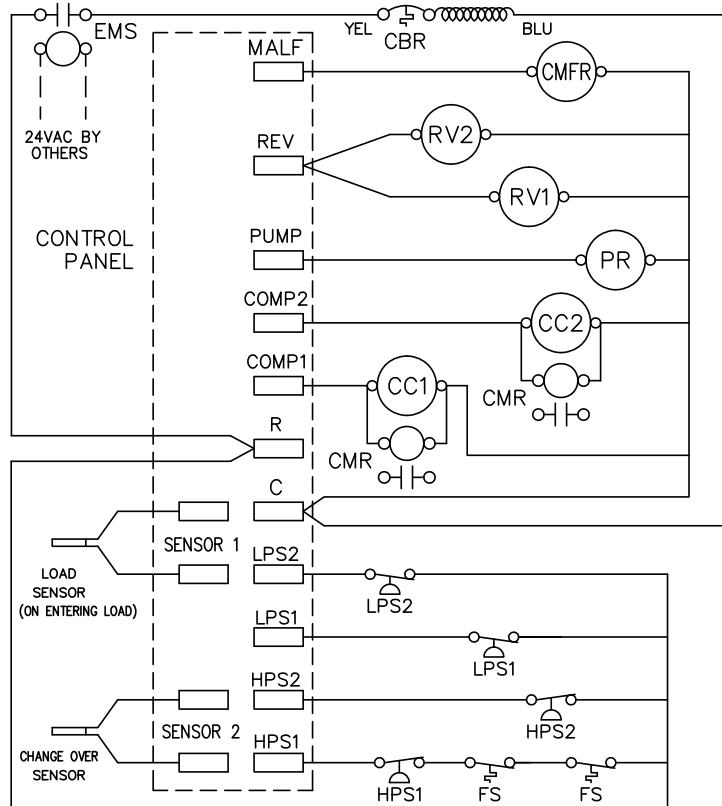 EMS
YEL
CBR
BLU
24VAC BY
OTHERS
MALF
CMFR
REV
RV2
RV1
CONTROL
PANEL
PUMP
PR
COMP2
CC2
CMR
COMP1
CC1
CMR
R
C
SENSOR 1
LOAD
SENSOR
(ON ENTERING LOAD)
LPS2
LPS2
LPS1
LPS1
HPS2
HPS2
SENSOR 2
CHANGE OVER
SENSOR
HPS1
HPS1
FS
FS